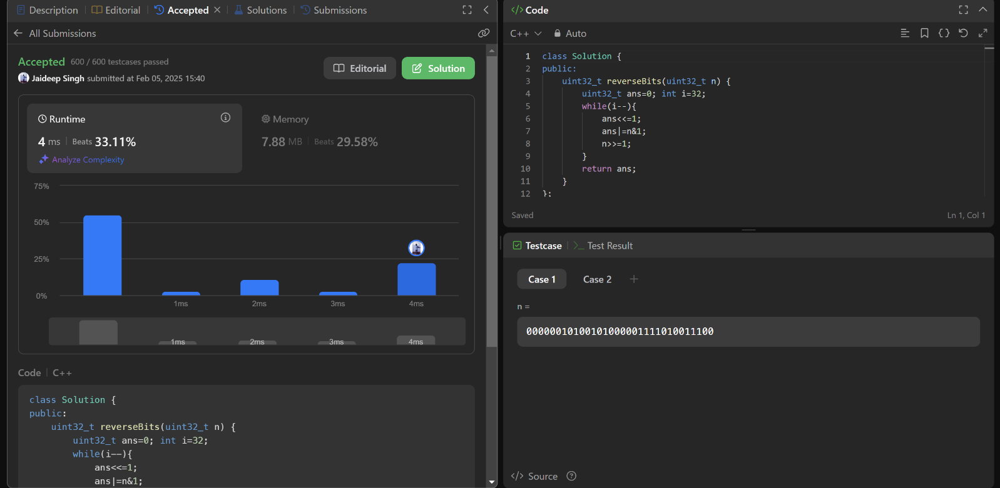 Description
Editorial
Accepted
Solutions
Submissions
All Submissions
Accepted 600 / 600 testcases passed
Jaideep Singh submitted at Feb 05, 2025 15:40
Editorial
Solution
Runtime
4 ms Beats 33.11%
Analyze Complexity
Memory
7.88 MB Beats 29.58%
75%
50%
25%
0%
1ms 2ms 3ms 4ms
1ms 2ms 3ms 4ms
Code C++
class Solution {
public:
    uint32_t reverseBits(uint32_t n) {
        uint32_t ans=0; int i=32;
        while(i--){
            ans<<=1;
            ans|=n&1;
</> Code
C++ Auto
1 class Solution {
2 public:
3     uint32_t reverseBits(uint32_t n) {
4         uint32_t ans=0; int i=32;
5         while(i--){
6             ans<<=1;
7             ans|=n&1;
8             n>>=1;
9         }
10         return ans;
11     }
12 };
Saved
Ln 1, Col 1
Testcase
Test Result
Case 1
Case 2
n =
00000010100101000001111010011100
</> Source